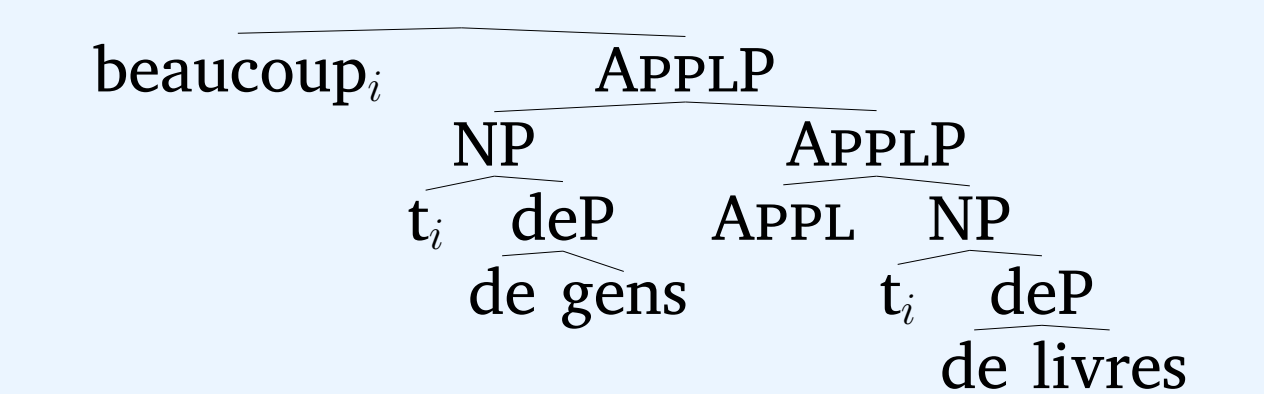 beaucoupi APPLP
NP APPLP
ti deP APPL NP
de gens ti deP
de livres